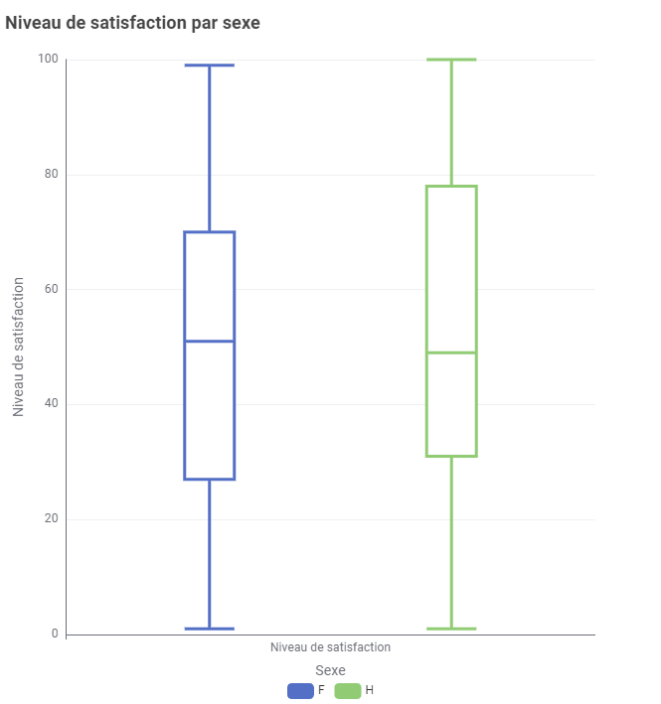 Niveau de satisfaction par sexe
100
80
60
40
20
0
Niveau de satisfaction
Niveau de satisfaction
Sexe
F H